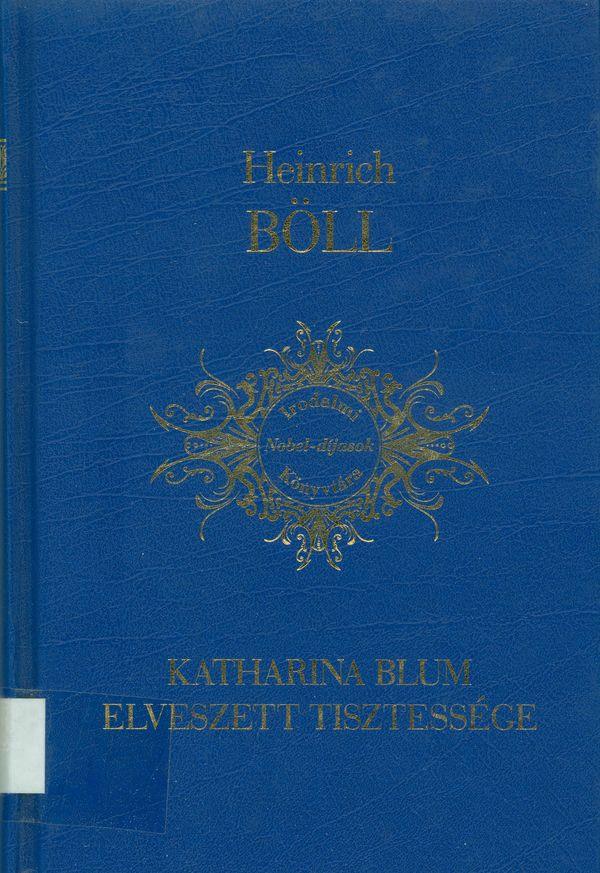 Heinrich
BÖLL
Irodalmi
Nobel-díjasok
Könyvtára
KATHARINA BLUM
ELVESZETT TISZTESSÉGE